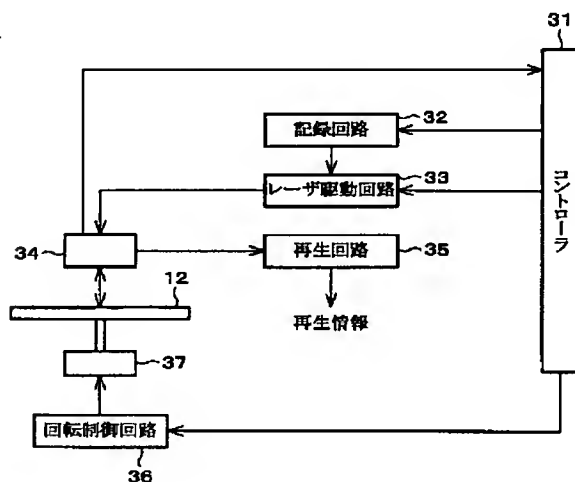 31
32
記録回路
33
レーザ駆動回路
コントローラ
34
再生回路
35
12
再生情報
37
回転制御回路
36